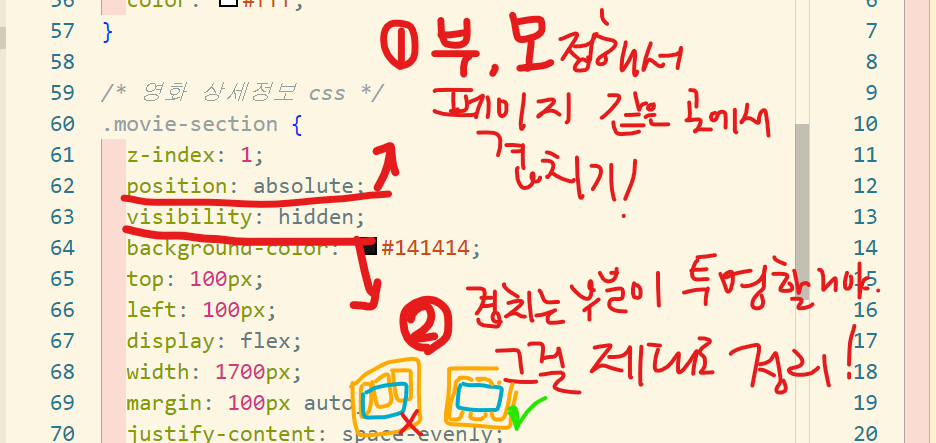 56 color: #fff;
57 }
58
59 /* 영화 상세정보 css */
60 .movie-section {
61 z-index: 1;
62 position: absolute;
63 visibility: hidden;
64 background-color: #141414;
65 top: 100px;
66 left: 100px;
67 display: flex;
68 width: 1700px;
69 margin: 100px auto
70 justify-content: space-evenly;
① 부, 모 정해서
페이지 같은 곳에서
겹치기!
② 겹치는 부분이 투명할거야.
그걸 제대로 정리!
6
7
8
9
10
11
12
13
14
15
16
17
18
19
20